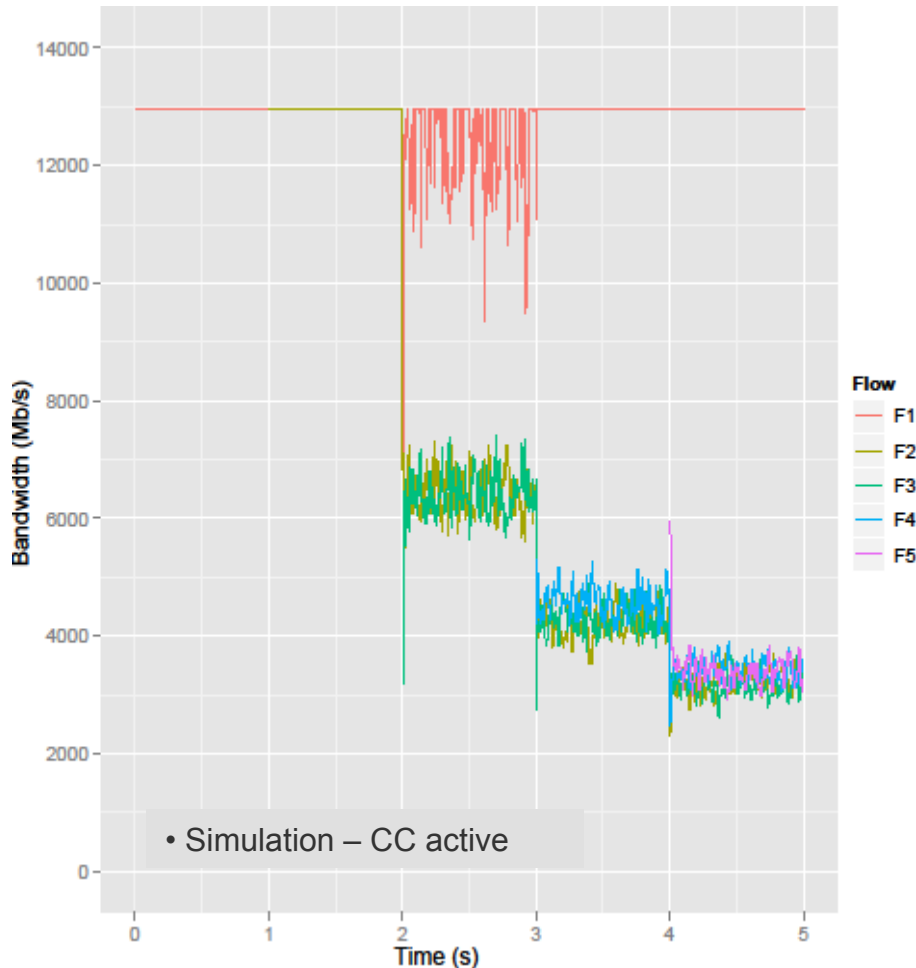 14000
12000
10000
8000
6000
4000
2000
0
Bandwidth (Mb/s)
• Simulation – CC active
0 1 2 3 4 5
Time (s)
Flow
F1
F2
F3
F4
F5